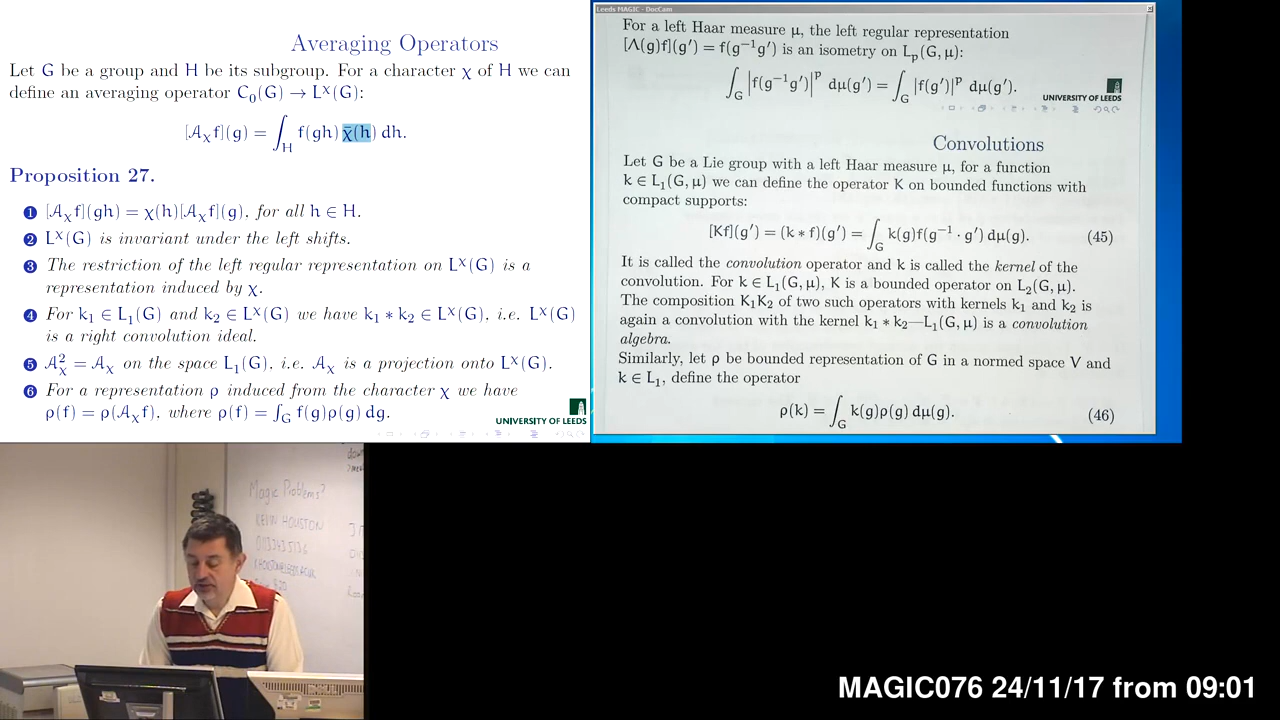 Averaging Operators
Let G be a group and H be its subgroup. For a character χ of H we can
define an averaging operator C₀(G) → L^χ(G):
[𝒜_χ f](g) = ∫_H f(gh) χ̄(h) dh.
Proposition 27.
1 [𝒜_χ f](gh) = χ(h)[𝒜_χ f](g), for all h ∈ H.
2 L^χ(G) is invariant under the left shifts.
3 The restriction of the left regular representation on L^χ(G) is a
representation induced by χ.
4 For k₁ ∈ L₁(G) and k₂ ∈ L^χ(G) we have k₁ ∗ k₂ ∈ L^χ(G), i.e. L^χ(G)
is a right convolution ideal.
5 𝒜²_χ = 𝒜_χ on the space L₁(G), i.e. 𝒜_χ is a projection onto L^χ(G).
6 For a representation ρ induced from the character χ we have
ρ(f) = ρ(𝒜_χ f), where ρ(f) = ∫_G f(g)ρ(g) dg.
UNIVERSITY OF LEEDS
Leeds MAGIC - DocCam
For a left Haar measure μ, the left regular representation
[Λ(g)f](g′) = f(g⁻¹g′) is an isometry on Lₚ(G, μ):
∫_G |f(g⁻¹g′)|ᵖ dμ(g′) = ∫_G |f(g′)|ᵖ dμ(g′).
UNIVERSITY OF LEEDS
Convolutions
Let G be a Lie group with a left Haar measure μ, for a function
k ∈ L₁(G, μ) we can define the operator K on bounded functions with
compact supports:
[Kf](g′) = (k ∗ f)(g′) = ∫_G k(g)f(g⁻¹ · g′) dμ(g). (45)
It is called the convolution operator and k is called the kernel of the
convolution. For k ∈ L₁(G, μ), K is a bounded operator on L₂(G, μ).
The composition K₁K₂ of two such operators with kernels k₁ and k₂ is
again a convolution with the kernel k₁ ∗ k₂—L₁(G, μ) is a convolution
algebra.
Similarly, let ρ be bounded representation of G in a normed space V and
k ∈ L₁, define the operator
ρ(k) = ∫_G k(g)ρ(g) dμ(g). (46)
Magic Problems?
KEVIN HOUSTON
MAGIC076 24/11/17 from 09:01